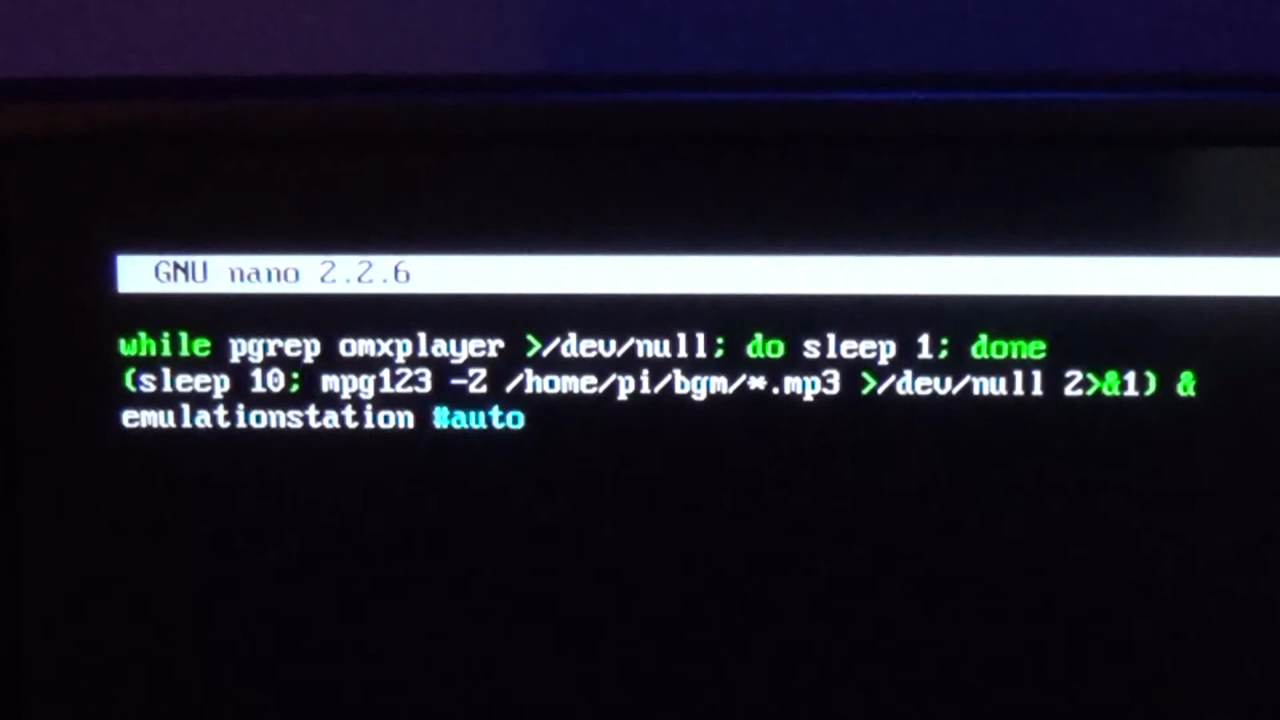 GNU nano 2.2.6
while pgrep omxplayer >/dev/null; do sleep 1; done
(sleep 10; mpg123 -Z /home/pi/bgm/*.mp3 >/dev/null 2>&1) &
emulationstation #auto